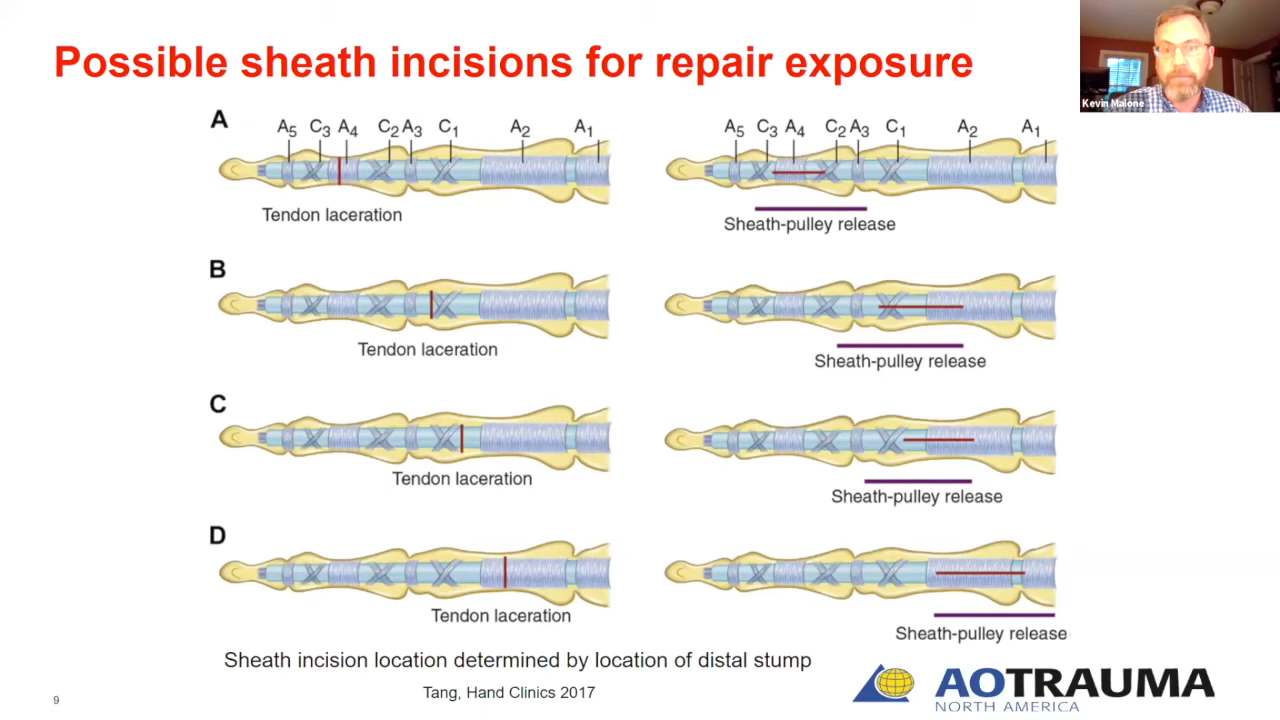 Possible sheath incisions for repair exposure
Kevin Malone
A
A5 C3 A4 C2 A3 C1 A2 A1
A5 C3 A4 C2 A3 C1 A2 A1
Tendon laceration
Sheath-pulley release
B
Tendon laceration
Sheath-pulley release
C
Tendon laceration
Sheath-pulley release
D
Tendon laceration
Sheath-pulley release
Sheath incision location determined by location of distal stump
Tang, Hand Clinics 2017
9
AOTRAUMA
NORTH AMERICA